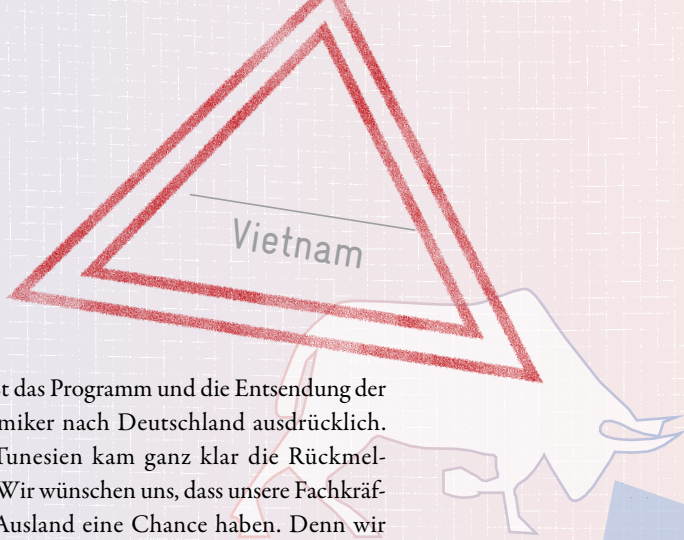 Vietnam
das Programm und die Entsendung der
nach Deutschland ausdrücklich.
Tunesien kam ganz klar die Rückmel-
Wir wünschen uns, dass unsere Fachkräf-
Ausland eine Chance haben. Denn wir